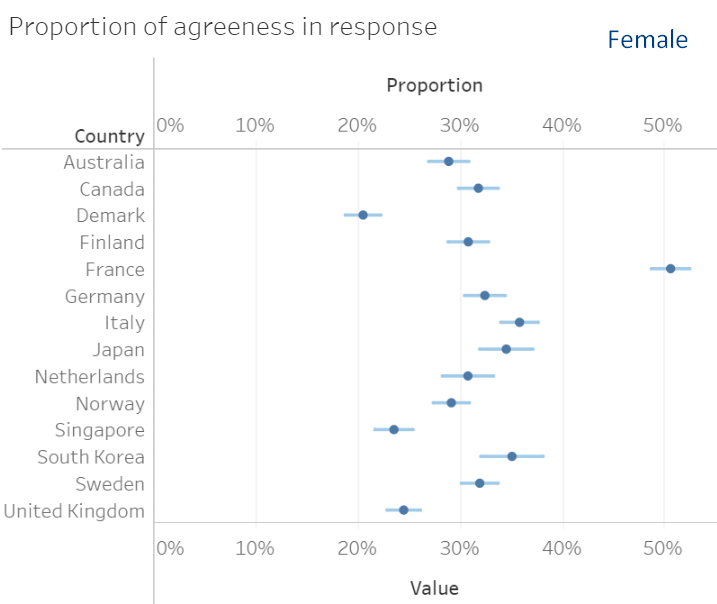 Proportion of agreeness in response
Female
Proportion
0% 10% 20% 30% 40% 50%
Country
Australia
Canada
Demark
Finland
France
Germany
Italy
Japan
Netherlands
Norway
Singapore
South Korea
Sweden
United Kingdom
0% 10% 20% 30% 40% 50%
Value